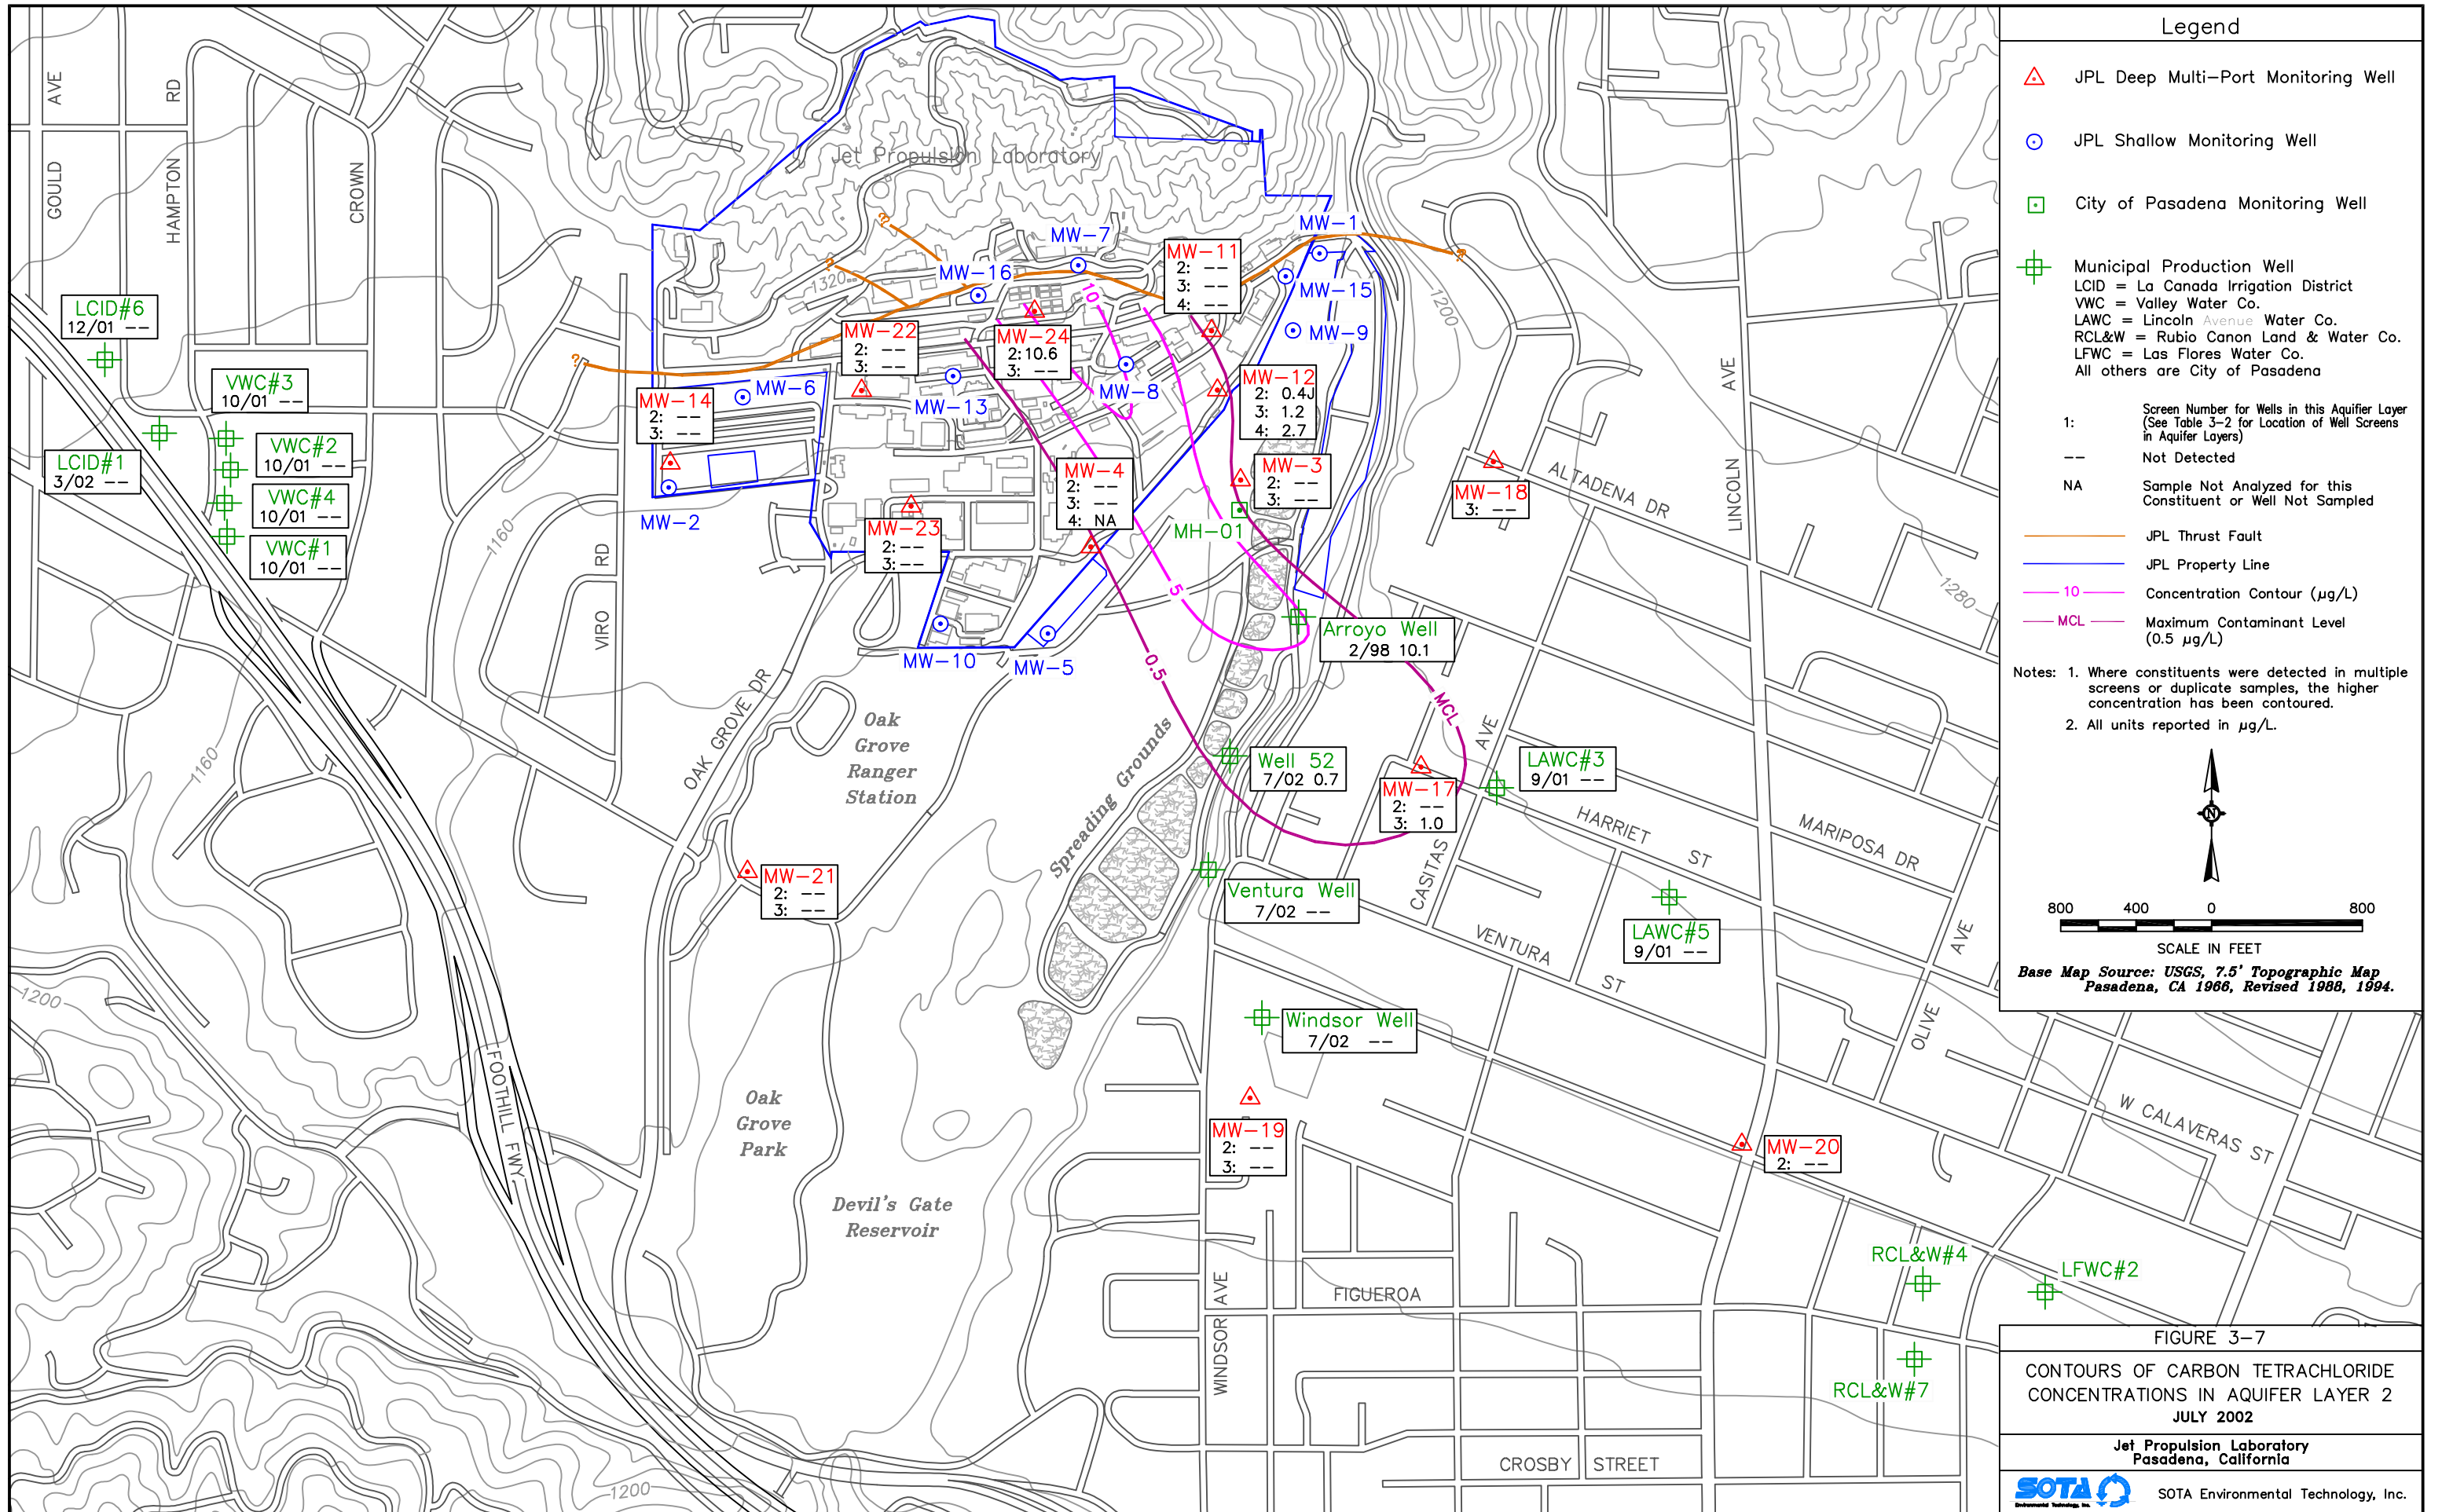 Legend
JPL Deep Multi-Port Monitoring Well
JPL Shallow Monitoring Well
City of Pasadena Monitoring Well
Municipal Production Well
LCID = La Canada Irrigation District
VWC = Valley Water Co.
LAWC = Lincoln Avenue Water Co.
RCL&W = Rubio Canon Land & Water Co.
LFWC = Las Flores Water Co.
All others are City of Pasadena
1:
Screen Number for Wells in this Aquifier Layer
(See Table 3-2 for Location of Well Screens
in Aquifer Layers)
-- Not Detected
NA
Sample Not Analyzed for this
Constituent or Well Not Sampled
JPL Thrust Fault
JPL Property Line
10 Concentration Contour (µg/L)
MCL Maximum Contaminant Level
(0.5 µg/L)
Notes: 1. Where constituents were detected in multiple
screens or duplicate samples, the higher
concentration has been contoured.
2. All units reported in µg/L.
N
800 400 0 800
SCALE IN FEET
Base Map Source: USGS, 7.5' Topographic Map
Pasadena, CA 1966, Revised 1988, 1994.
FIGURE 3-7
CONTOURS OF CARBON TETRACHLORIDE
CONCENTRATIONS IN AQUIFER LAYER 2
JULY 2002
Jet Propulsion Laboratory
Pasadena, California
SOTA
Environmental Technology, Inc.
SOTA Environmental Technology, Inc.
GOULD AVE
HAMPTON RD
CROWN
Jet Propulsion Laboratory
MW-1
MW-7
MW-11
2: --
3: --
4: --
MW-16
MW-15
MW-9
1320
1200
?
?
?
?
LCID#6
12/01 --
VWC#3
10/01 --
VWC#2
10/01 --
LCID#1
3/02 --
VWC#4
10/01 --
VWC#1
10/01 --
MW-22
2: --
3: --
MW-24
2: 10.6
3: --
10
MW-8
MW-6
MW-13
MW-14
2: --
3: --
MW-12
2: 0.4J
3: 1.2
4: 2.7
MW-4
2: --
3: --
4: NA
MW-3
2: --
3: --
MH-01
MW-18
3: --
MW-2
MW-23
2: --
3: --
1160
VIRO RD
5
0.5
MCL
MW-10
MW-5
Arroyo Well
2/98 10.1
ALTADENA DR
LINCOLN AVE
1280
OAK GROVE DR
Oak
Grove
Ranger
Station
Spreading Grounds
Well 52
7/02 0.7
MW-17
2: --
3: 1.0
LAWC#3
9/01 --
CASITAS AVE
HARRIET ST
MARIPOSA DR
1160
MW-21
2: --
3: --
Ventura Well
7/02 --
LAWC#5
9/01 --
VENTURA ST
OLIVE AVE
1200
FOOTHILL FWY
Windsor Well
7/02 --
Oak
Grove
Park
MW-19
2: --
3: --
MW-20
2: --
W CALAVERAS ST
Devil's Gate
Reservoir
RCL&W#4
LFWC#2
WINDSOR AVE
FIGUEROA
RCL&W#7
CROSBY STREET
1200